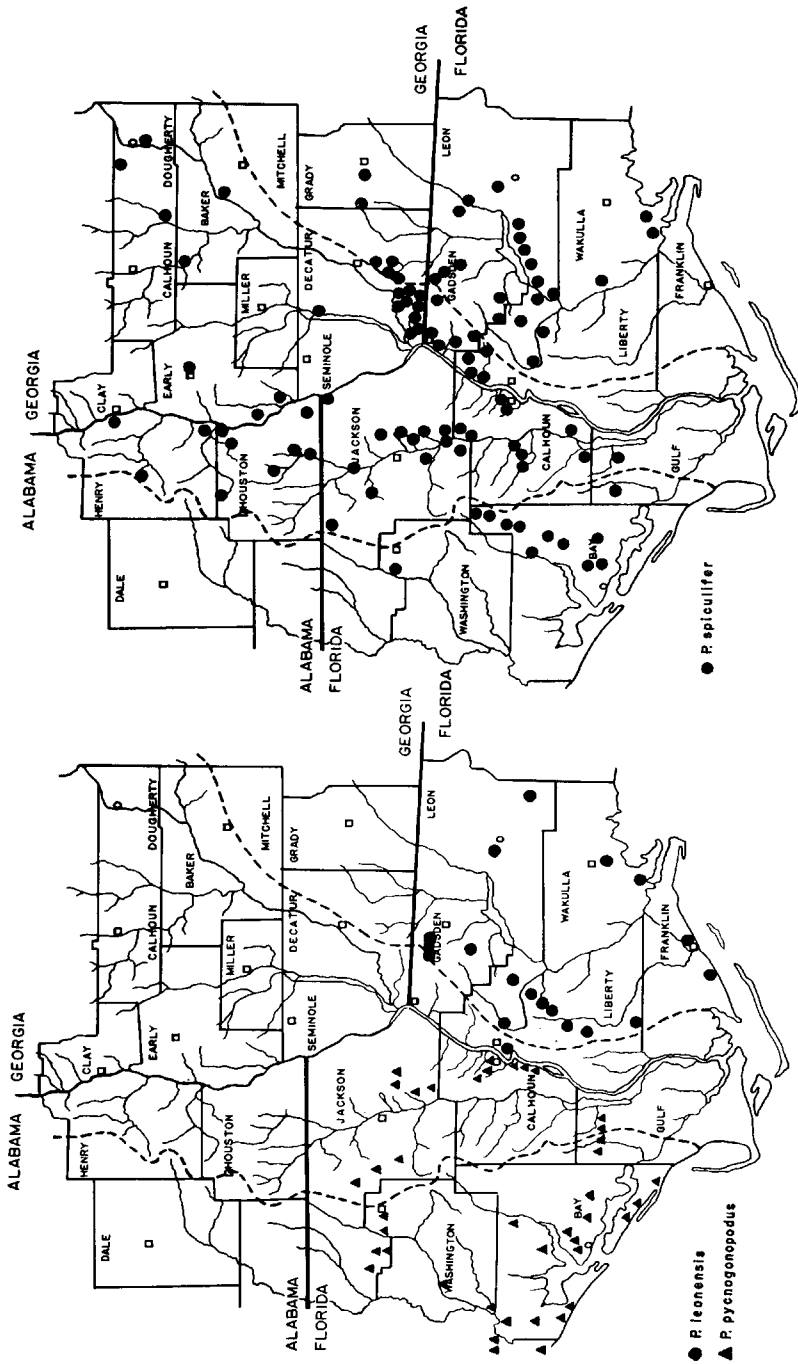 ALABAMA
GEORGIA
DALE
HENRY
CLAY
EARLY
CALHOUN
DOUGHERTY
BAKER
HOUSTON
MILLER
MITCHELL
SEMINOLE
DECATUR
GRADY
ALABAMA
FLORIDA
GEORGIA
FLORIDA
JACKSON
GADSDEN
LEON
WASHINGTON
CALHOUN
LIBERTY
WAKULLA
BAY
GULF
FRANKLIN
P. leonensis
P. pycnogonopodus
ALABAMA
GEORGIA
DALE
HENRY
CLAY
EARLY
CALHOUN
DOUGHERTY
BAKER
HOUSTON
MILLER
MITCHELL
SEMINOLE
DECATUR
GRADY
ALABAMA
FLORIDA
GEORGIA
FLORIDA
JACKSON
GADSDEN
LEON
WASHINGTON
CALHOUN
LIBERTY
WAKULLA
BAY
GULF
FRANKLIN
P. spiculifer